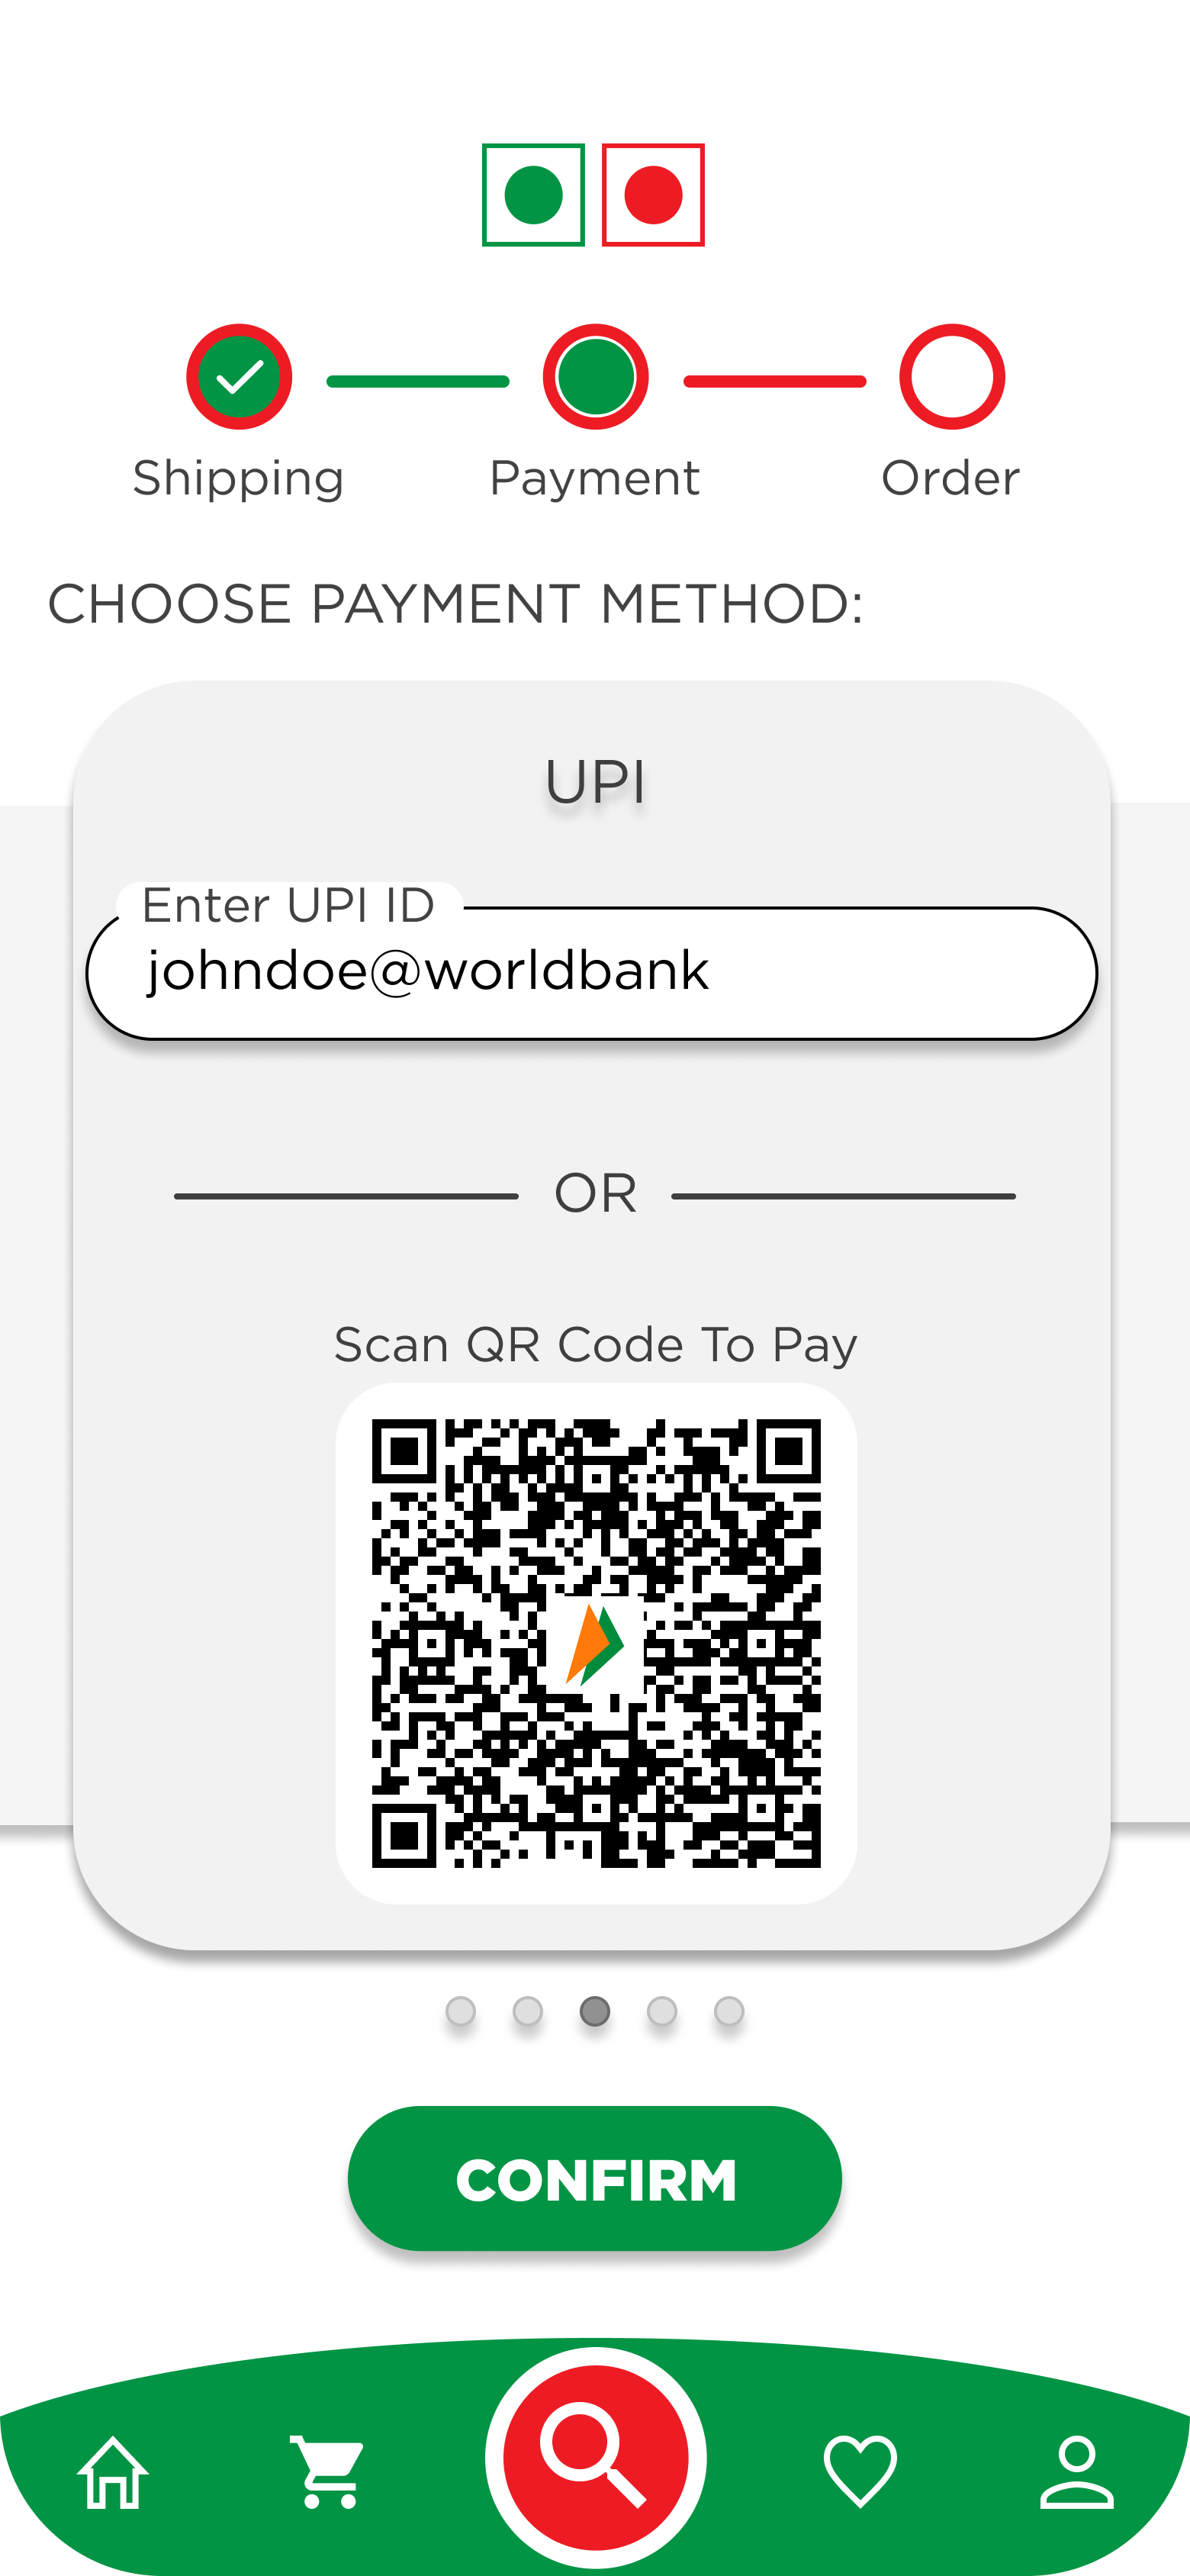 Shipping Payment Order
CHOOSE PAYMENT METHOD:
UPI
Enter UPI ID
johndoe@worldbank
OR
Scan QR Code To Pay
CONFIRM